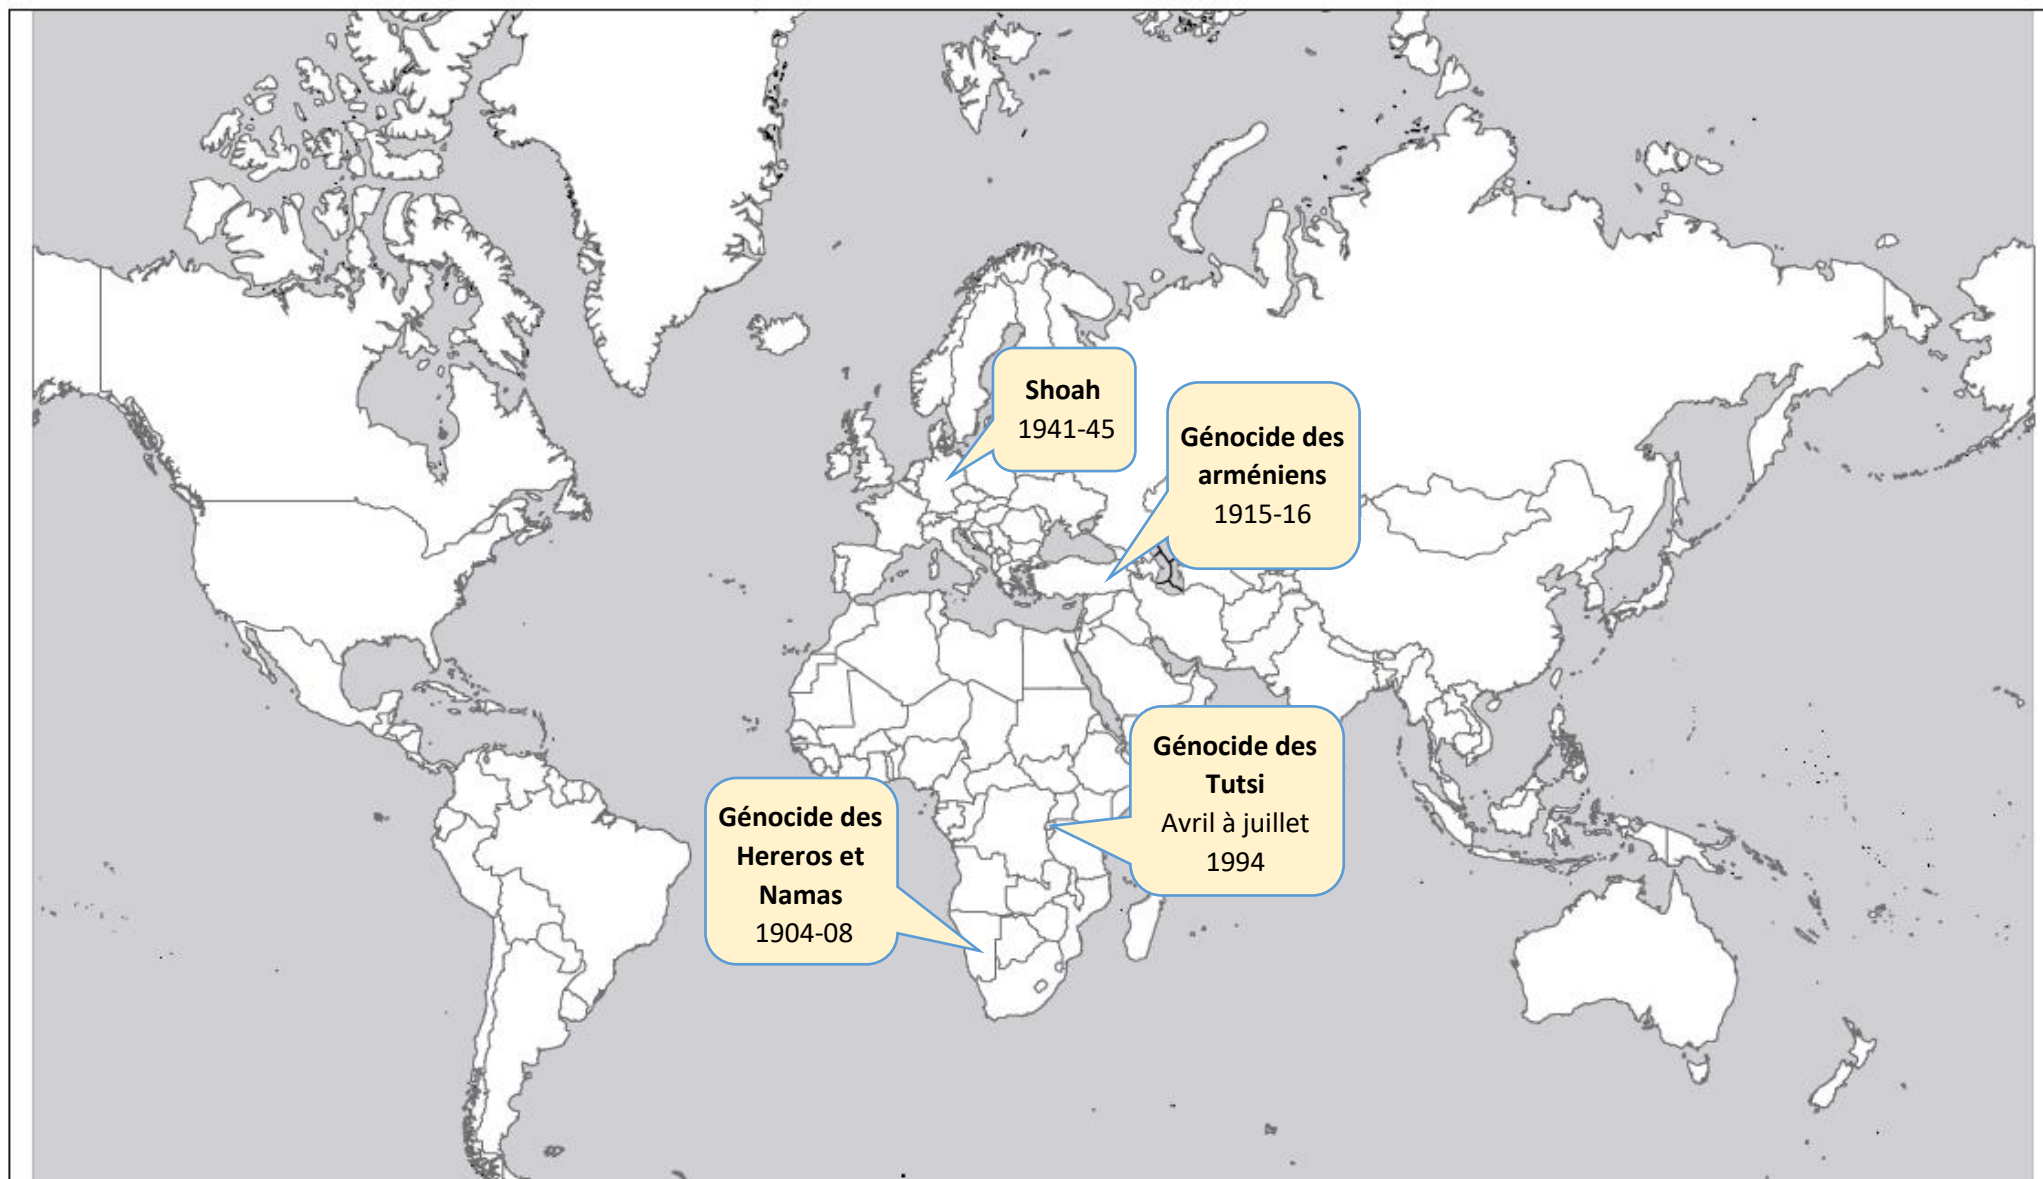 Shoah
1941-45
Génocide des
arméniens
1915-16
Génocide des
Tutsi
Avril à juillet
1994
Génocide des
Hereros et
Namas
1904-08